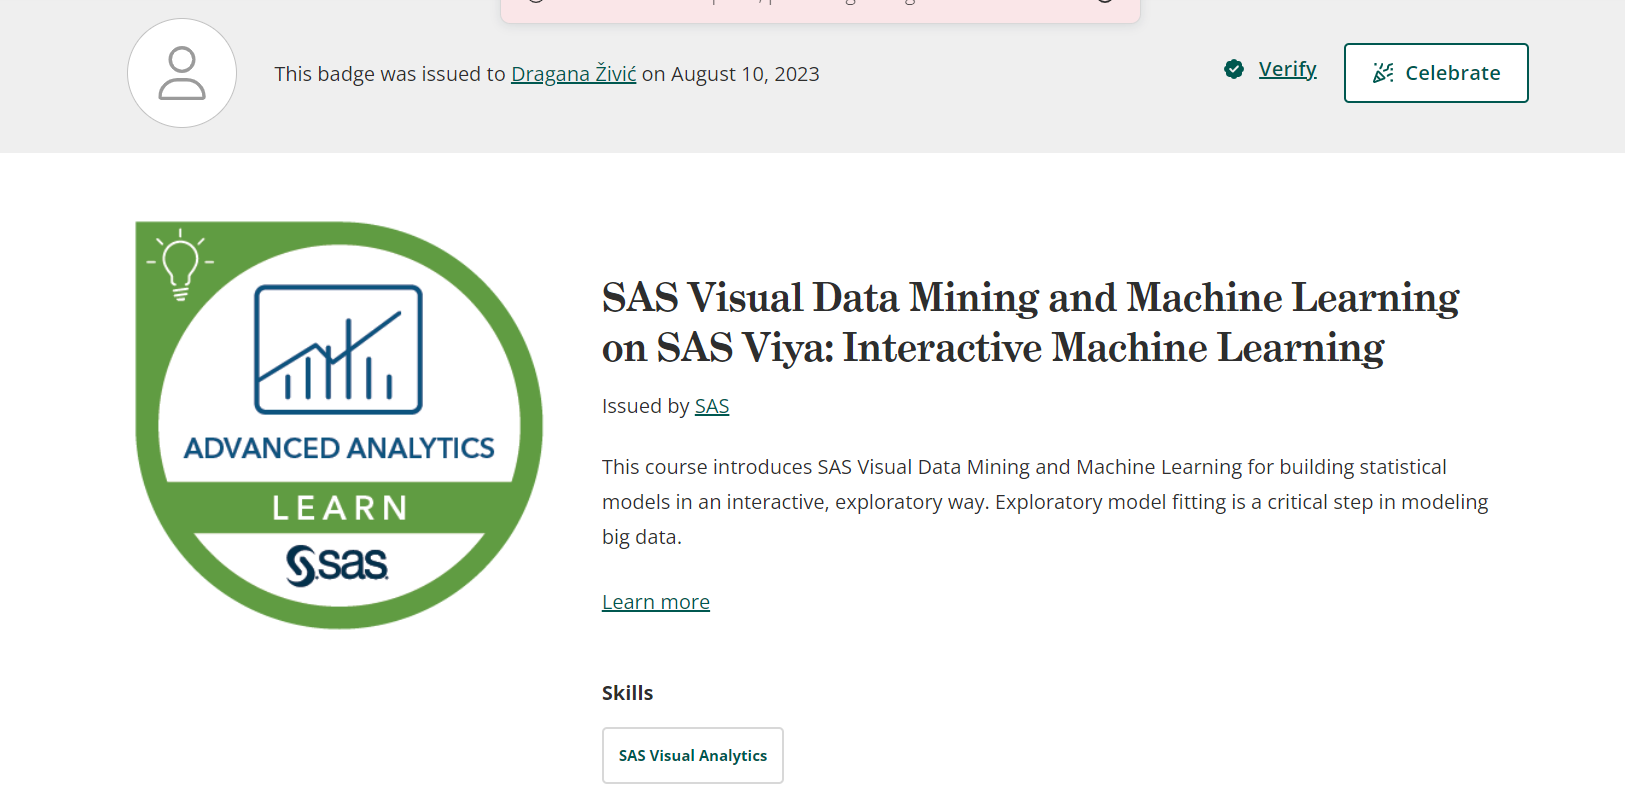 This badge was issued to Dragana Živić on August 10, 2023
Verify
Celebrate
ADVANCED ANALYTICS
LEARN
sas
SAS Visual Data Mining and Machine Learning
on SAS Viya: Interactive Machine Learning
Issued by SAS
This course introduces SAS Visual Data Mining and Machine Learning for building statistical
models in an interactive, exploratory way. Exploratory model fitting is a critical step in modeling
big data.
Learn more
Skills
SAS Visual Analytics